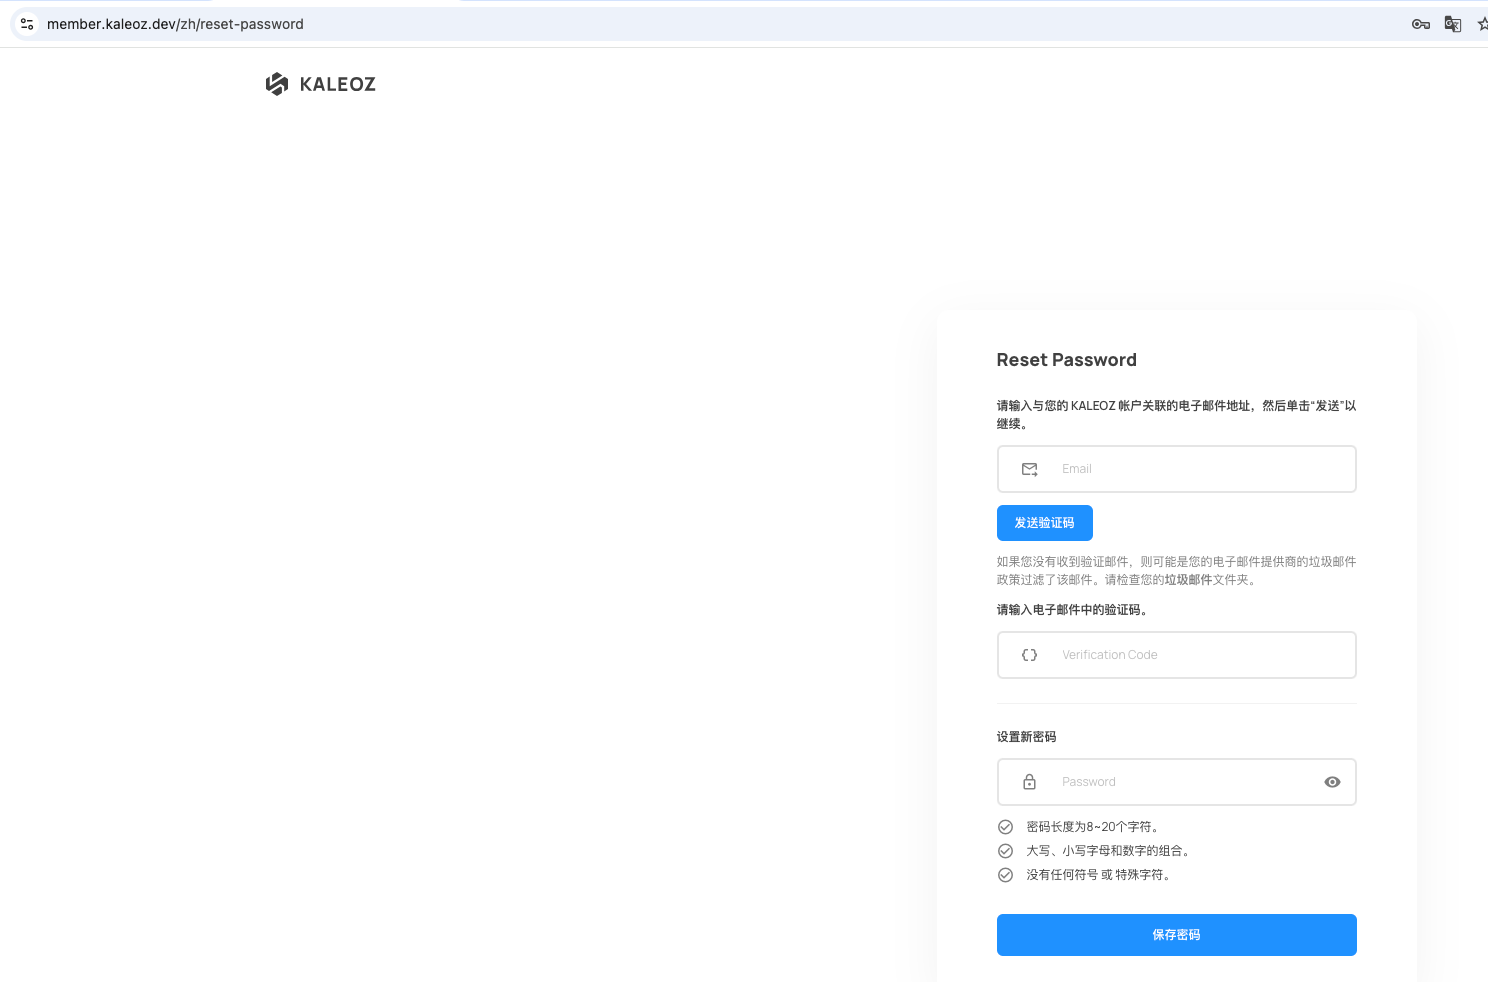 member.kaleoz.dev/zh/reset-password
KALEOZ
Reset Password
请输入与您的 KALEOZ 帐户关联的电子邮件地址，然后单击“发送”以
继续。
Email
发送验证码
如果您没有收到验证邮件，则可能是您的电子邮件提供商的垃圾邮件
政策过滤了该邮件。请检查您的垃圾邮件文件夹。
请输入电子邮件中的验证码。
Verification Code
设置新密码
Password
密码长度为8~20个字符。
大写、小写字母和数字的组合。
没有任何符号 或 特殊字符。
保存密码